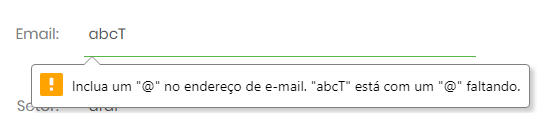 Email: abcT
Inclua um "@" no endereço de e-mail. "abcT" está com um "@" faltando.